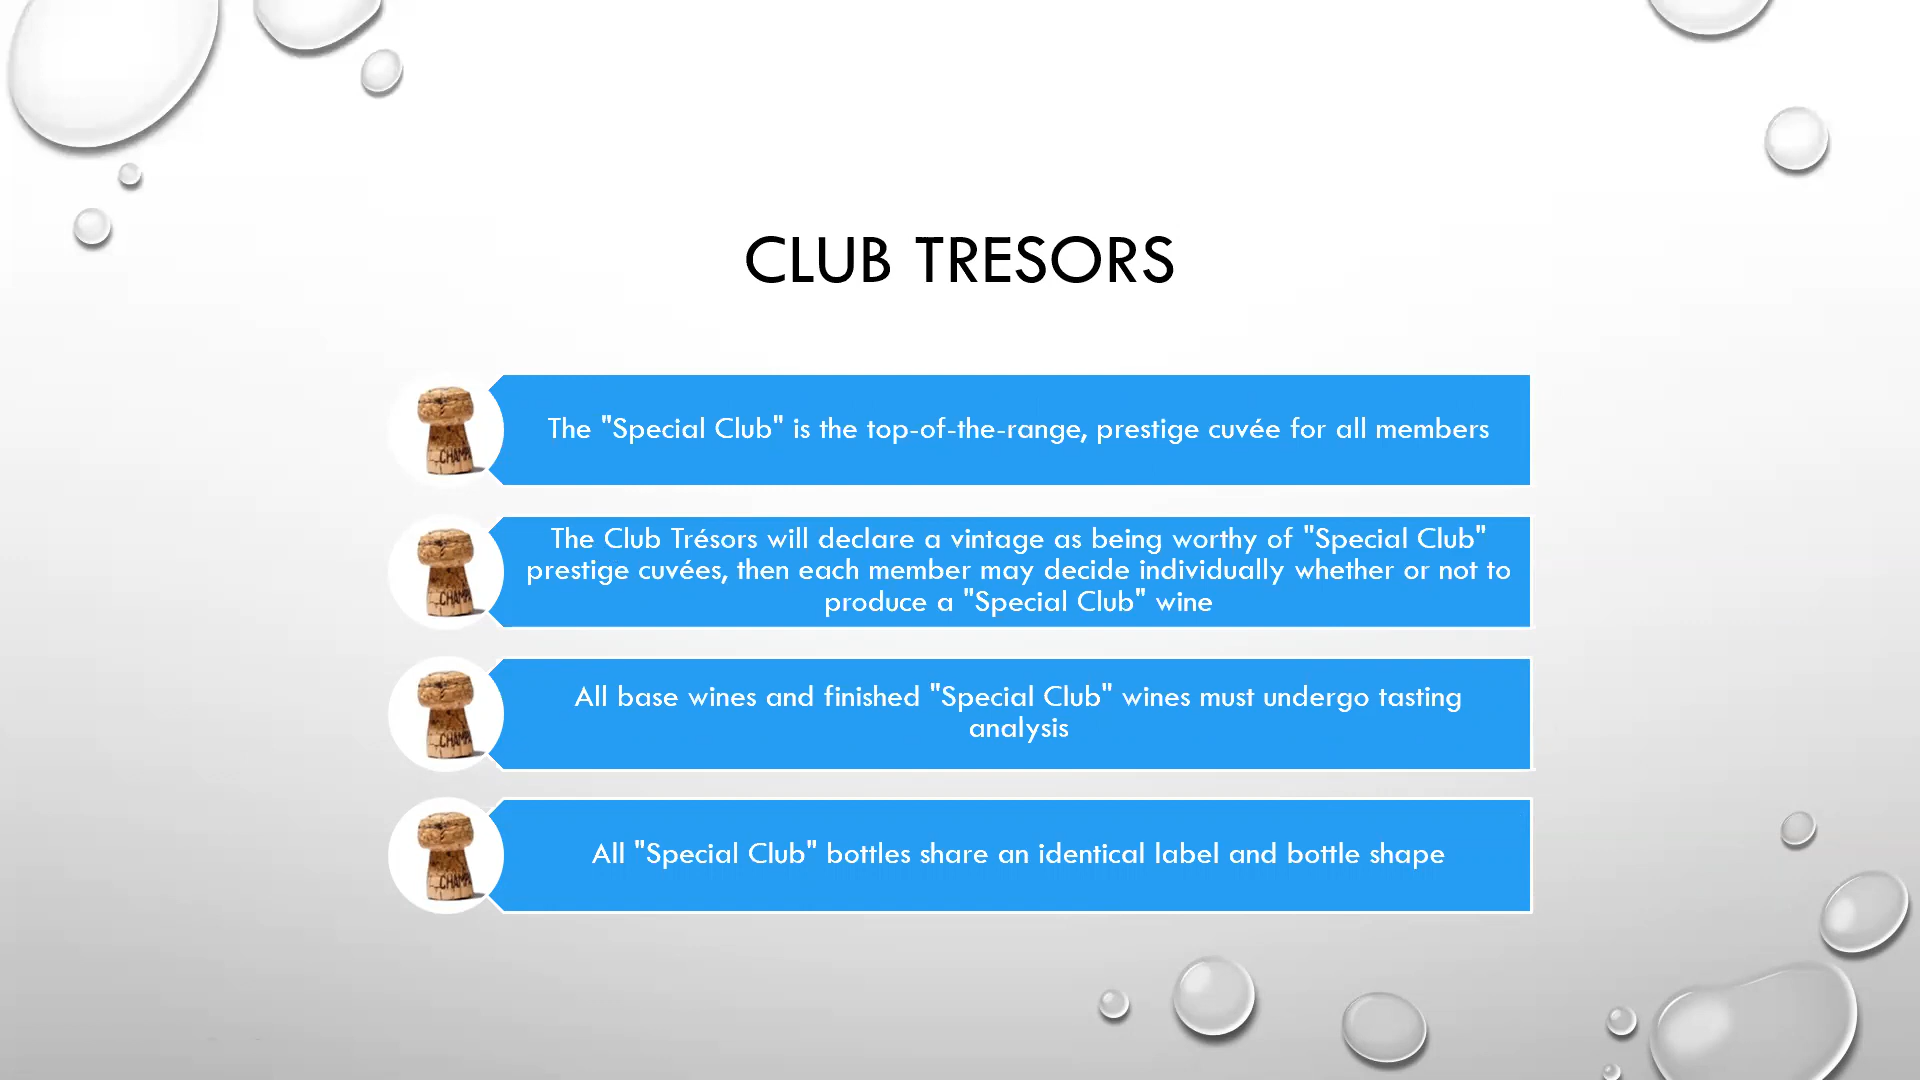 CLUB TRESORS
The "Special Club" is the top-of-the-range, prestige cuvée for all members
The Club Trésors will declare a vintage as being worthy of "Special Club"
prestige cuvées, then each member may decide individually whether or not to
produce a "Special Club" wine
All base wines and finished "Special Club" wines must undergo tasting
analysis
All "Special Club" bottles share an identical label and bottle shape